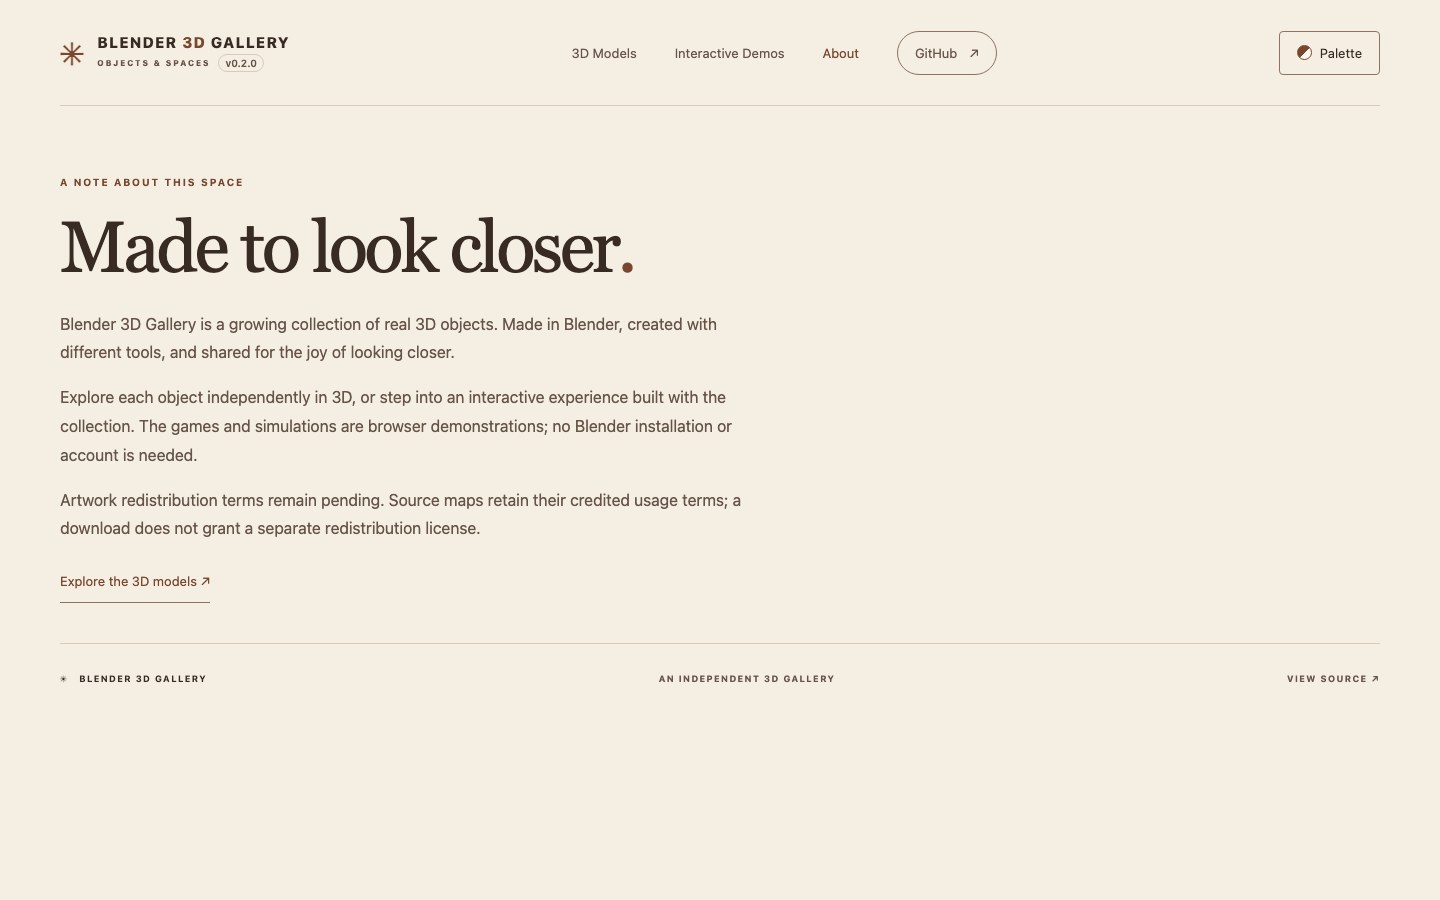 BLENDER 3D GALLERY
OBJECTS & SPACES v0.2.0
3D Models
Interactive Demos
About
GitHub ↗
Palette
A NOTE ABOUT THIS SPACE
Made to look closer.
Blender 3D Gallery is a growing collection of real 3D objects. Made in Blender, created with
different tools, and shared for the joy of looking closer.
Explore each object independently in 3D, or step into an interactive experience built with the
collection. The games and simulations are browser demonstrations; no Blender installation or
account is needed.
Artwork redistribution terms remain pending. Source maps retain their credited usage terms; a
download does not grant a separate redistribution license.
Explore the 3D models ↗
BLENDER 3D GALLERY
AN INDEPENDENT 3D GALLERY
VIEW SOURCE ↗